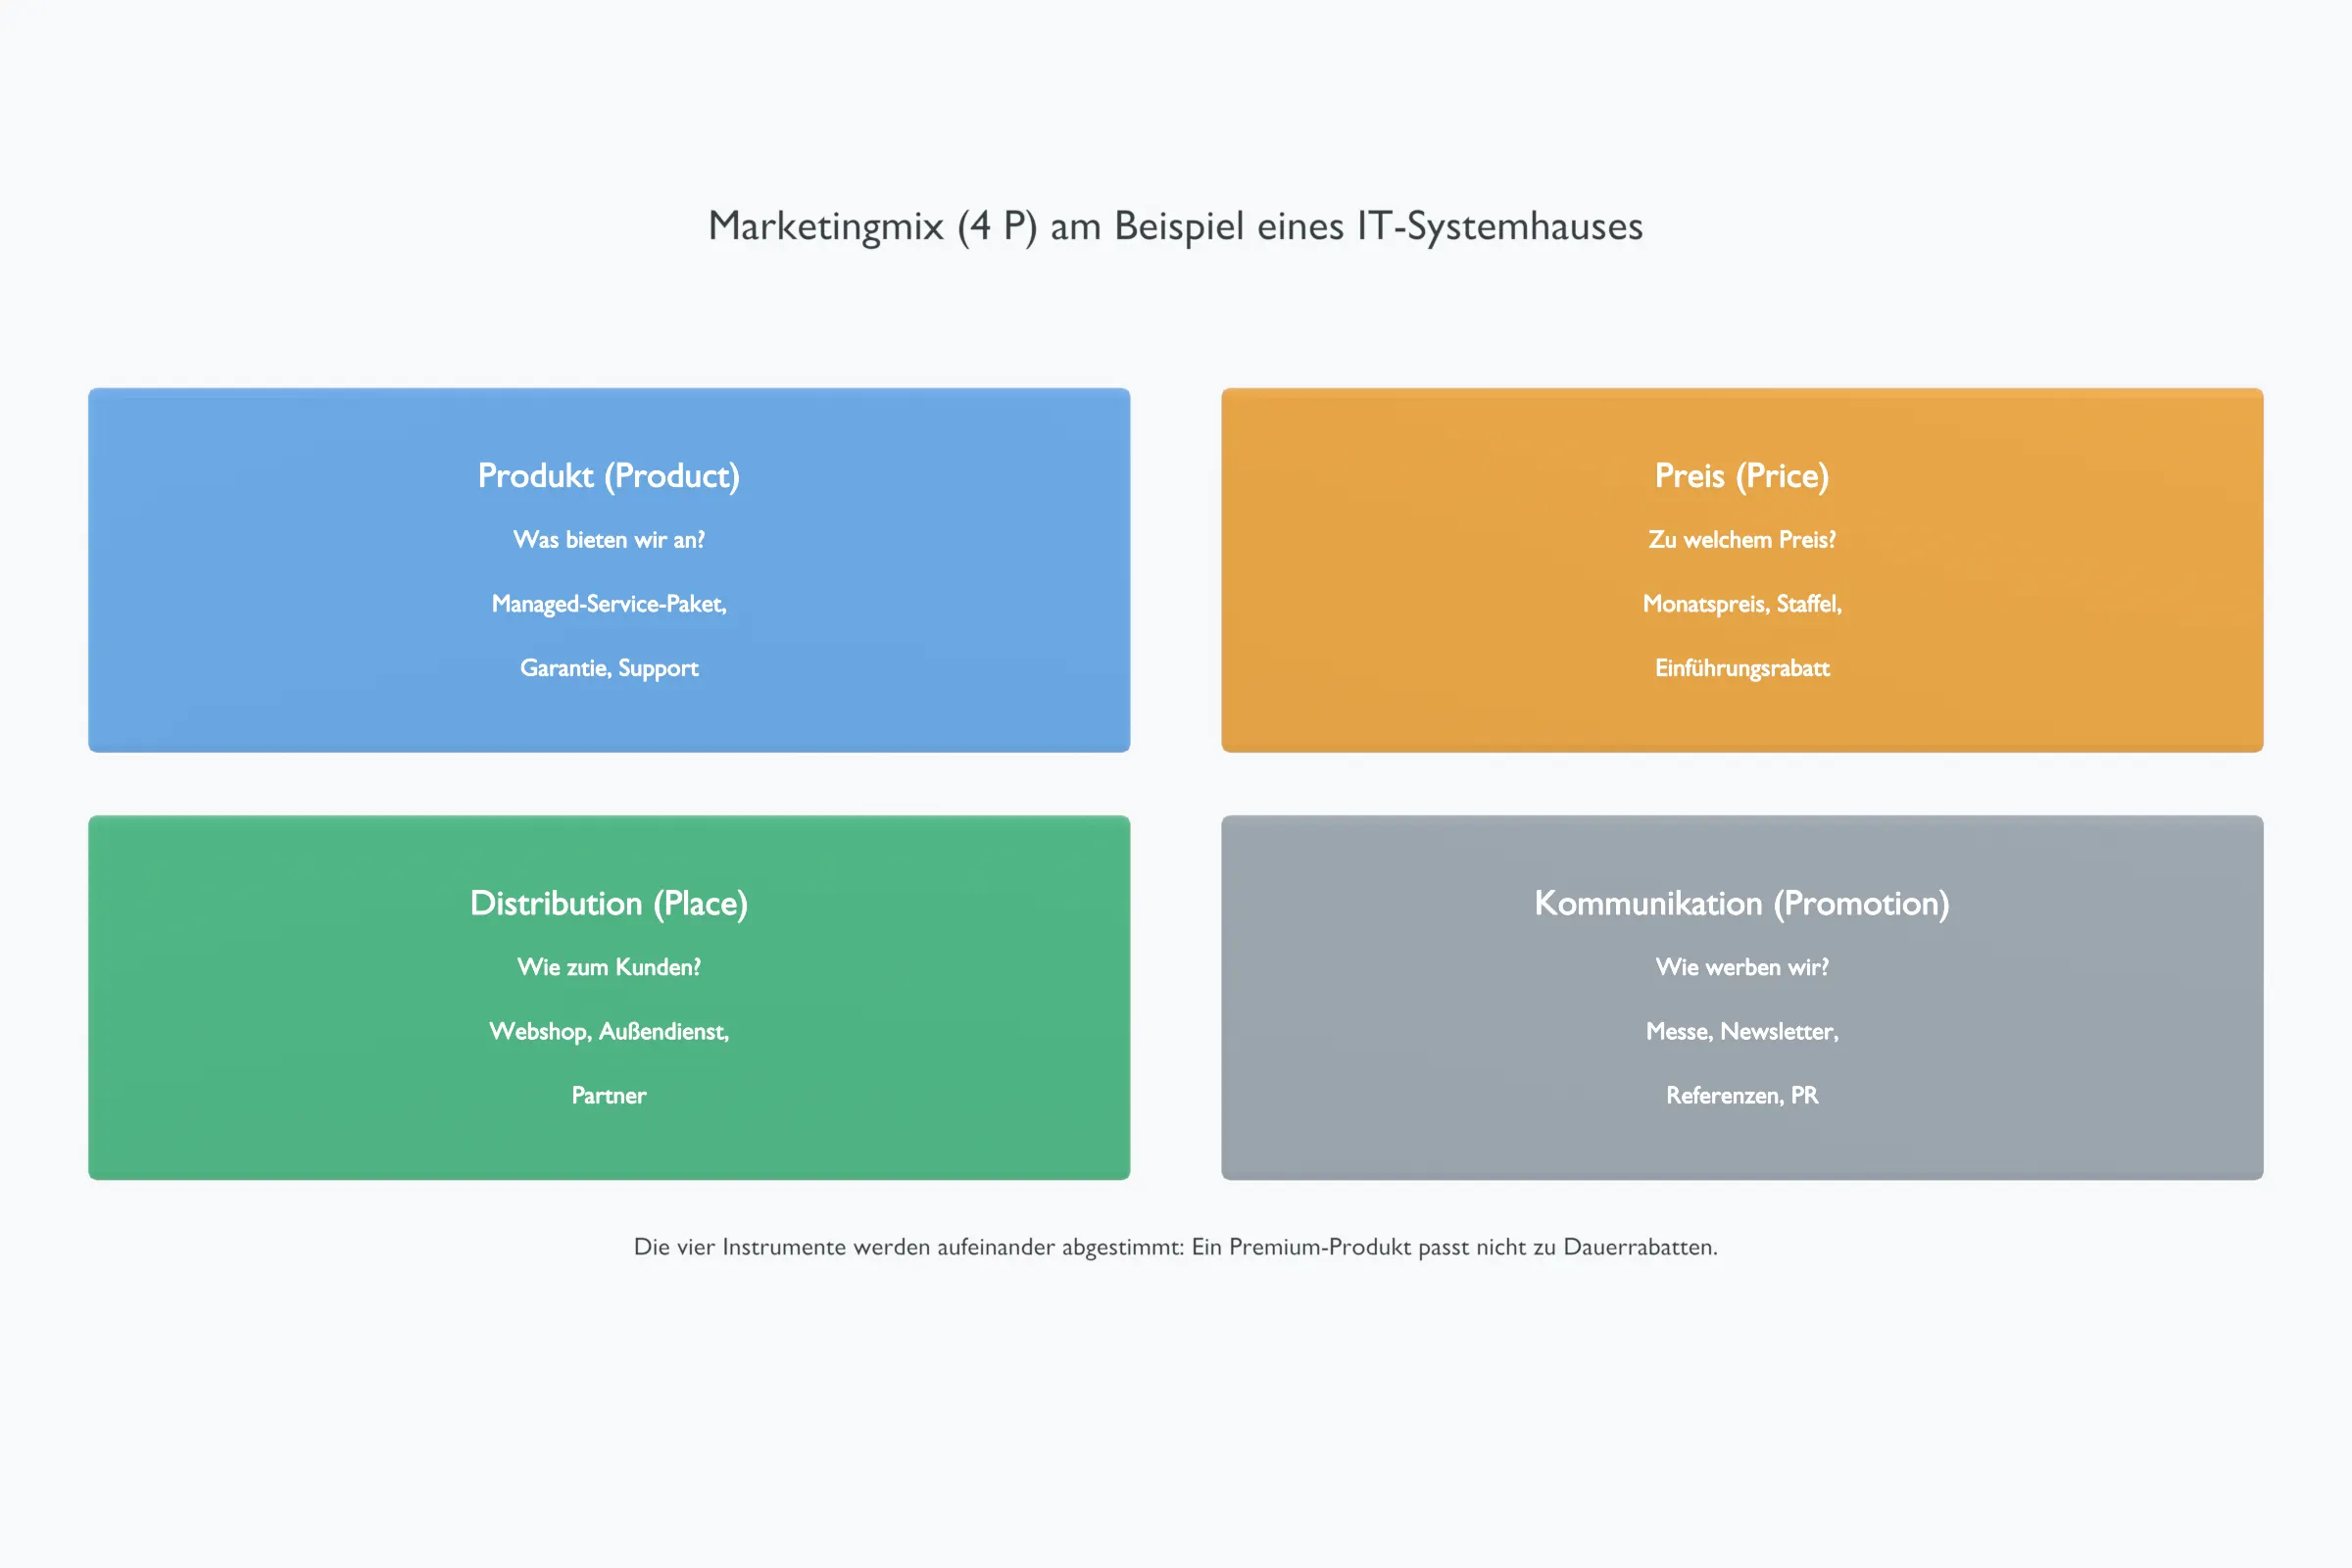 Marketingmix (4 P) am Beispiel eines IT-Systemhauses
Produkt (Product)
Was bieten wir an?
Managed-Service-Paket,
Garantie, Support
Preis (Price)
Zu welchem Preis?
Monatspreis, Staffel,
Einführungsrabatt
Distribution (Place)
Wie zum Kunden?
Webshop, Außendienst,
Partner
Kommunikation (Promotion)
Wie werben wir?
Messe, Newsletter,
Referenzen, PR
Die vier Instrumente werden aufeinander abgestimmt: Ein Premium-Produkt passt nicht zu Dauerrabatten.